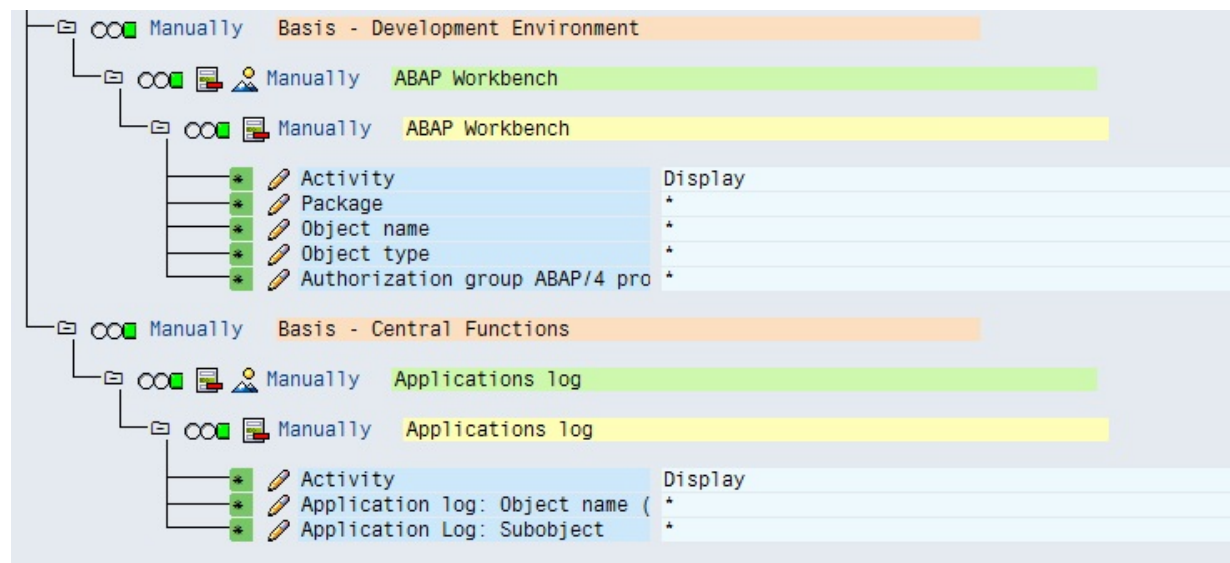 Manually Basis - Development Environment
Manually ABAP Workbench
Manually ABAP Workbench
Activity Display
Package *
Object name *
Object type *
Authorization group ABAP/4 pro *
Manually Basis - Central Functions
Manually Applications log
Manually Applications log
Activity Display
Application log: Object name ( *
Application Log: Subobject *